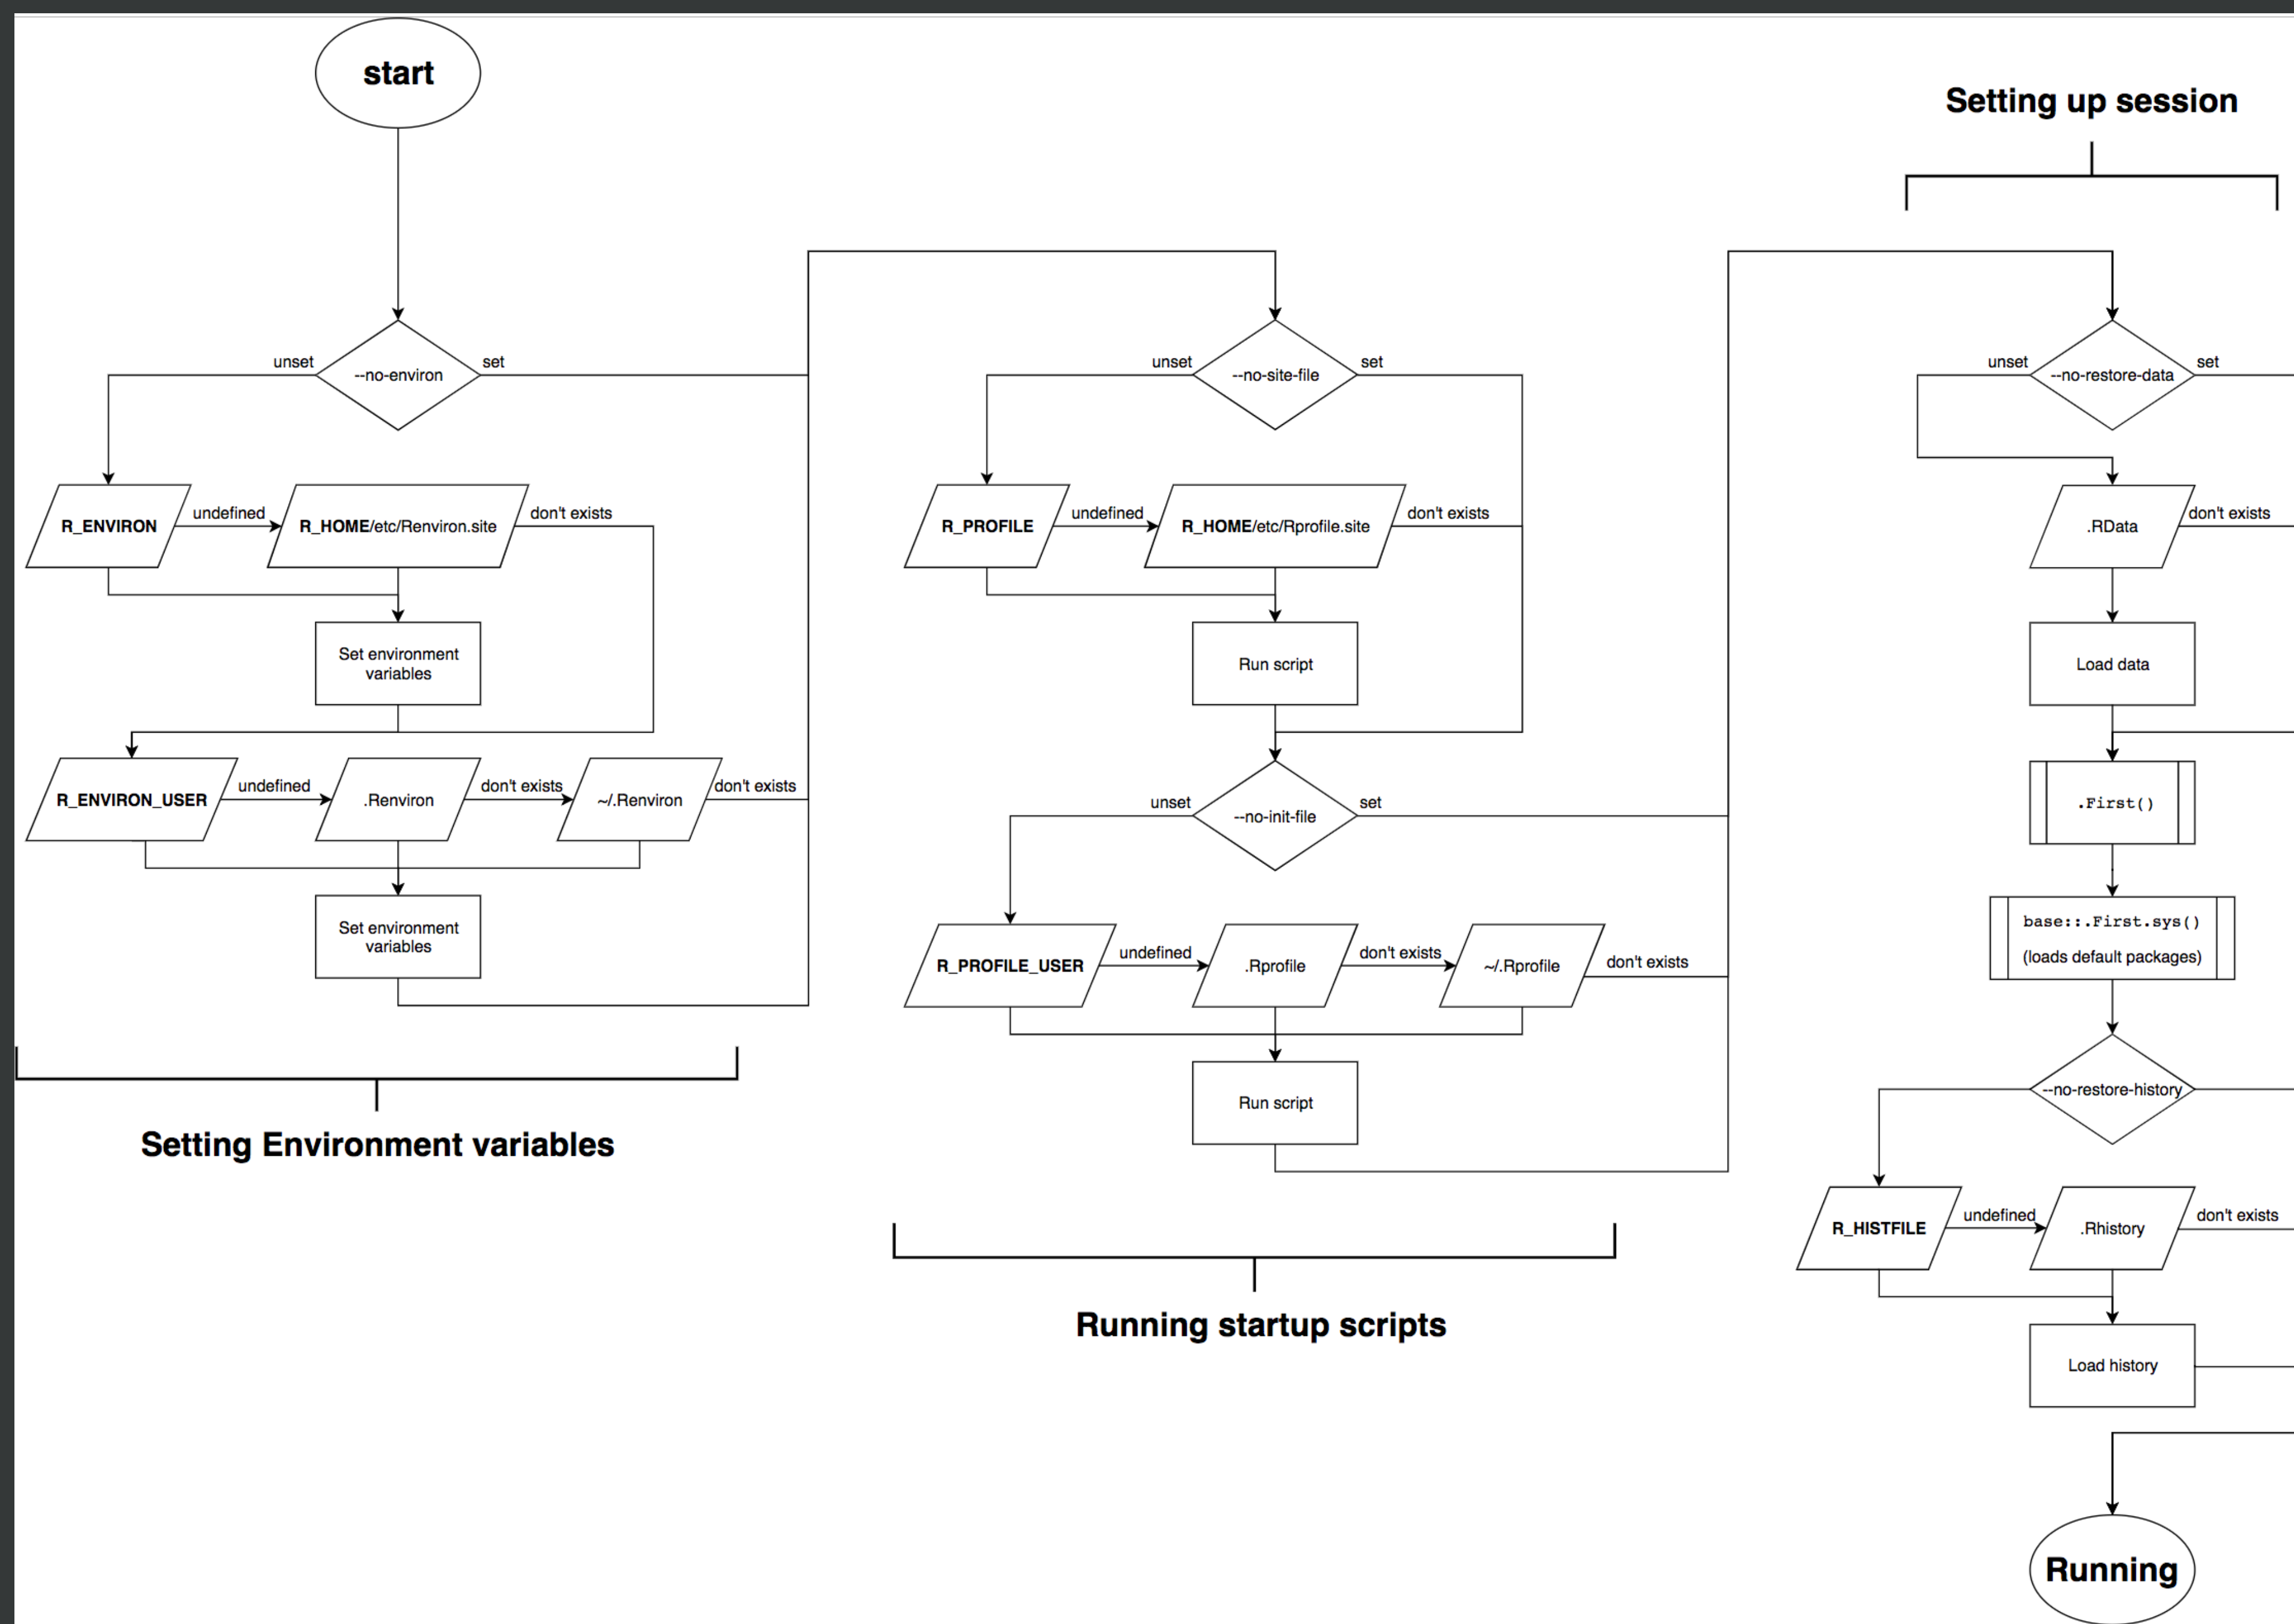 start
--no-environ
unset
set
R_ENVIRON
undefined
R_HOME/etc/Renviron.site
don't exists
Set environment
variables
R_ENVIRON_USER
undefined
.Renviron
don't exists
~/.Renviron
don't exists
Set environment
variables
Setting Environment variables
--no-site-file
unset
set
R_PROFILE
undefined
R_HOME/etc/Rprofile.site
don't exists
Run script
--no-init-file
unset
set
R_PROFILE_USER
undefined
.Rprofile
don't exists
~/.Rprofile
don't exists
Run script
Running startup scripts
Setting up session
--no-restore-data
unset
set
.RData
don't exists
Load data
.First()
base::.First.sys()
(loads default packages)
--no-restore-history
R_HISTFILE
undefined
.Rhistory
don't exists
Load history
Running